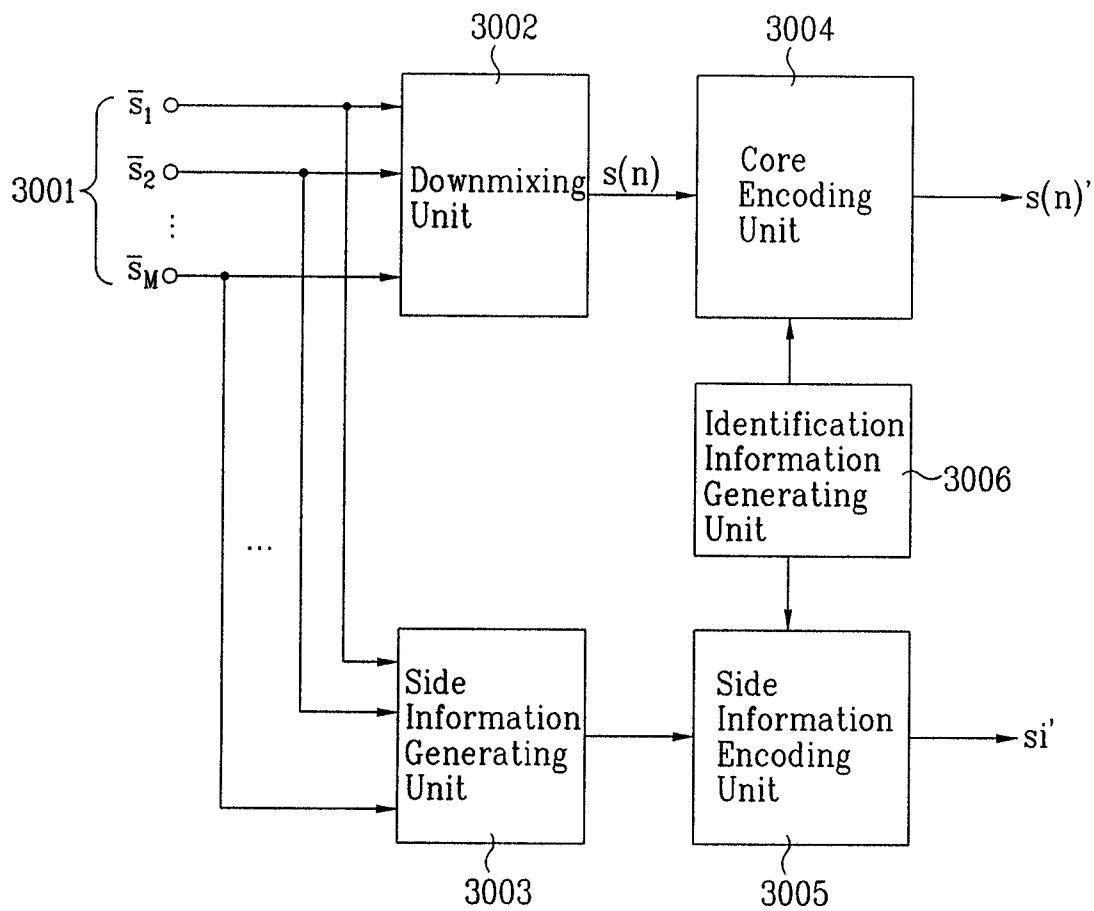 3002
3004
s̄1
3001
s̄2
⋮
s̄M
Downmixing
Unit
s(n)
Core
Encoding
Unit
s(n)'
Identification
Information
Generating
Unit
3006
...
Side
Information
Generating
Unit
Side
Information
Encoding
Unit
si'
3003
3005